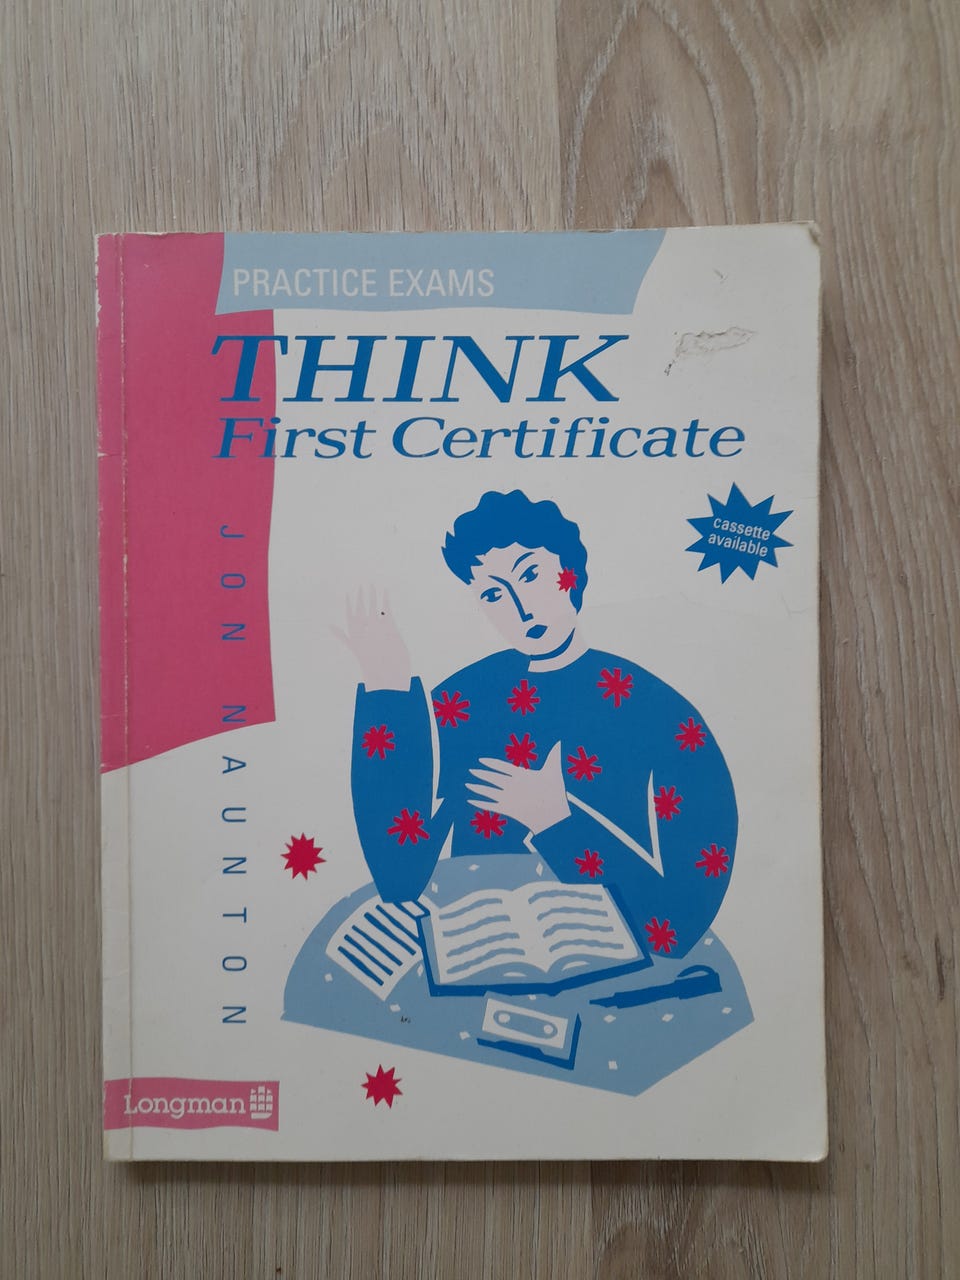 PRACTICE EXAMS
THINK
First Certificate
cassette
available
JON NAUNTON
Longman